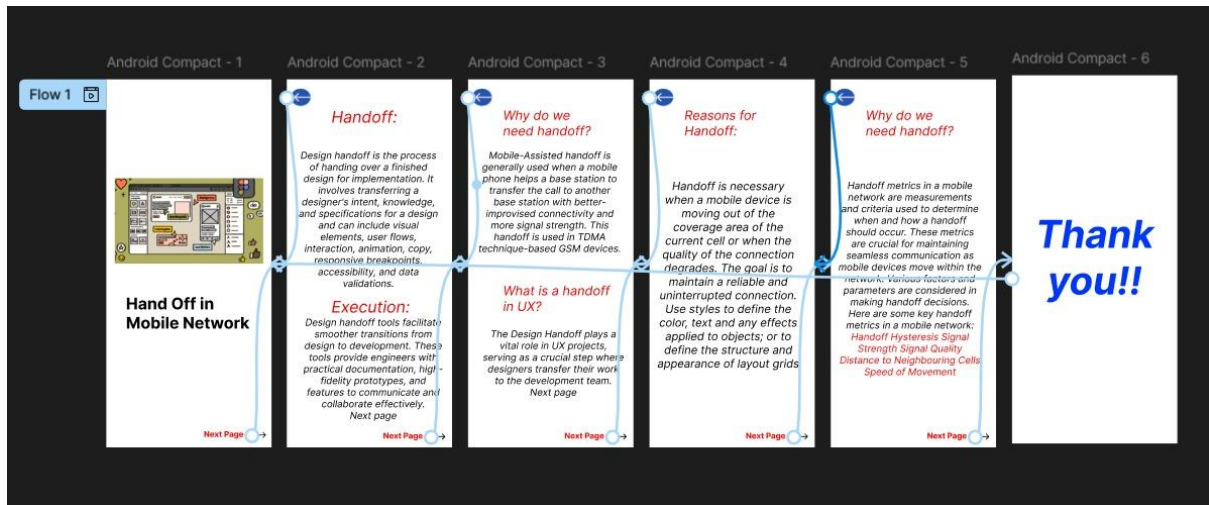 Android Compact - 1
Flow 1
Hand Off in
Mobile Network
Next Page
Android Compact - 2
Handoff:
Design handoff is the process
of handing over a finished
design for implementation. It
involves transferring a
designer's intent, knowledge,
and specifications for a design
and can include visual
elements, user flows,
interaction, animation, copy,
responsive breakpoints,
accessibility, and data
validations.
Execution:
Design handoff tools facilitate
smoother transitions from
design to development. These
tools provide engineers with
practical documentation, high-
fidelity prototypes, and
features to communicate and
collaborate effectively.
Next page
Next Page
Android Compact - 3
Why do we
need handoff?
Mobile-Assisted handoff is
generally used when a mobile
phone helps a base station to
transfer the call to another
base station with better-
improvised connectivity and
more signal strength. This
handoff is used in TDMA
technique-based GSM devices.
What is a handoff
in UX?
The Design Handoff plays a
vital role in UX projects,
serving as a crucial step where
designers transfer their work
to the development team.
Next page
Next Page
Android Compact - 4
Reasons for
Handoff:
Handoff is necessary
when a mobile device is
moving out of the
coverage area of the
current cell or when the
quality of the connection
degrades. The goal is to
maintain a reliable and
uninterrupted connection.
Use styles to define the
color, text and any effects
applied to objects; or to
define the structure and
appearance of layout grids
Next Page
Android Compact - 5
Why do we
need handoff?
Handoff metrics in a mobile
network are measurements
and criteria used to determine
when and how a handoff
should occur. These metrics
are crucial for maintaining
seamless communication as
mobile devices move within the
network. Various factors and
parameters are considered in
making handoff decisions.
Here are some key handoff
metrics in a mobile network:
Handoff Hysteresis Signal
Strength Signal Quality
Distance to Neighbouring Cells
Speed of Movement
Next Page
Android Compact - 6
Thank
you!!